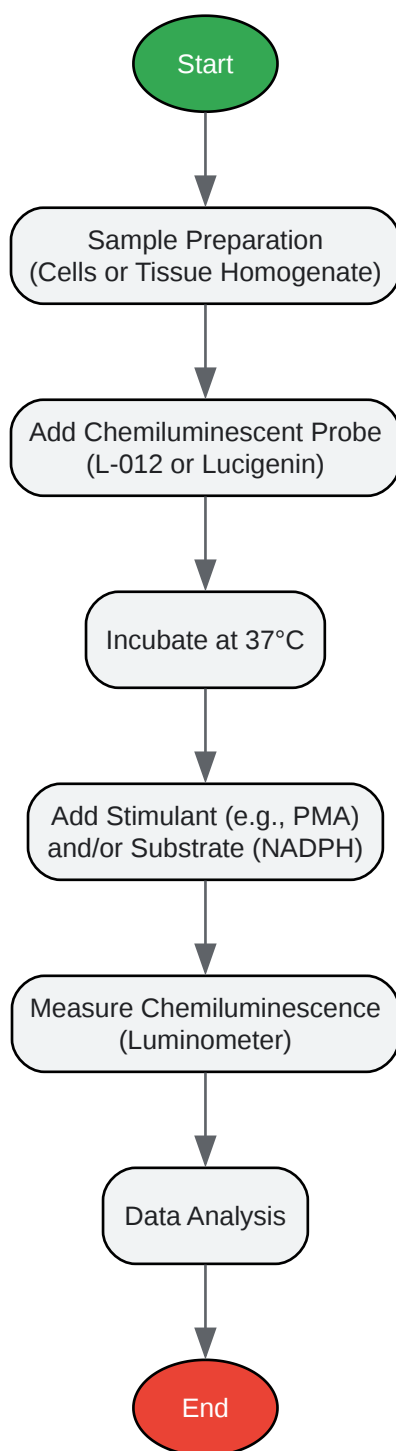 Start
Sample Preparation
(Cells or Tissue Homogenate)
Add Chemiluminescent Probe
(L-012 or Lucigenin)
Incubate at 37°C
Add Stimulant (e.g., PMA)
and/or Substrate (NADPH)
Measure Chemiluminescence
(Luminometer)
Data Analysis
End